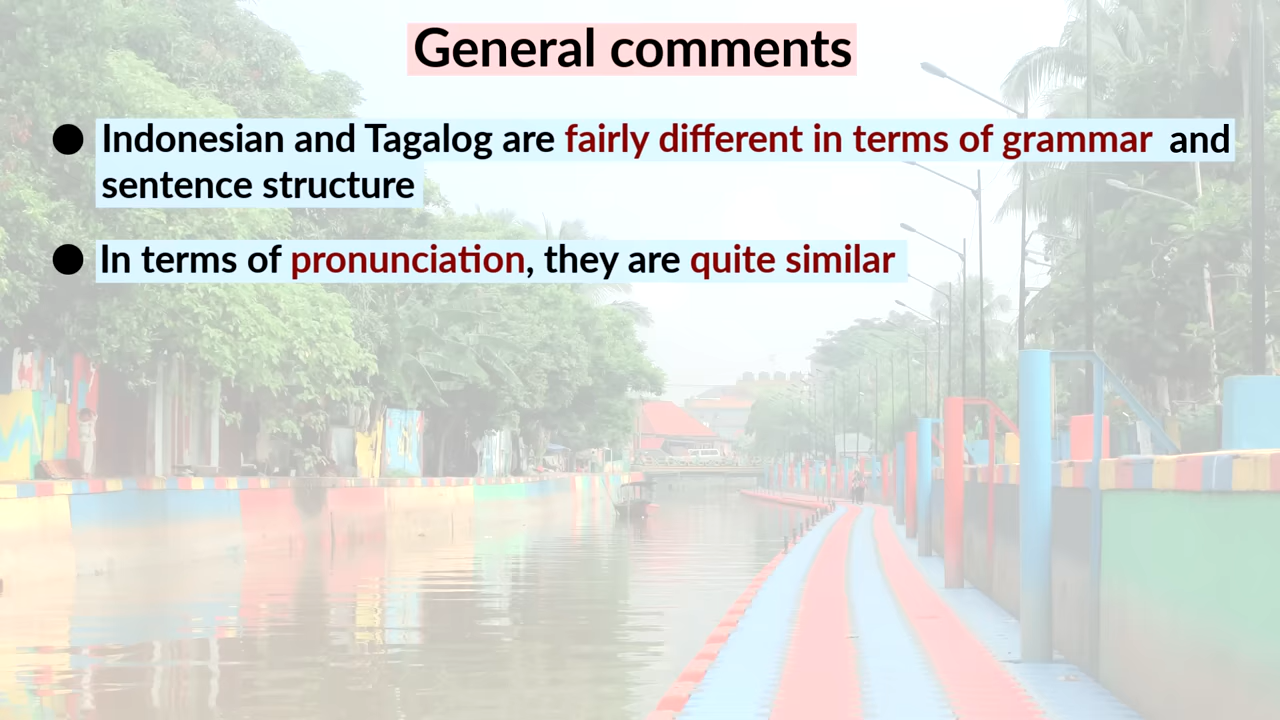 General comments
Indonesian and Tagalog are fairly different in terms of grammar and
sentence structure
In terms of pronunciation, they are quite similar